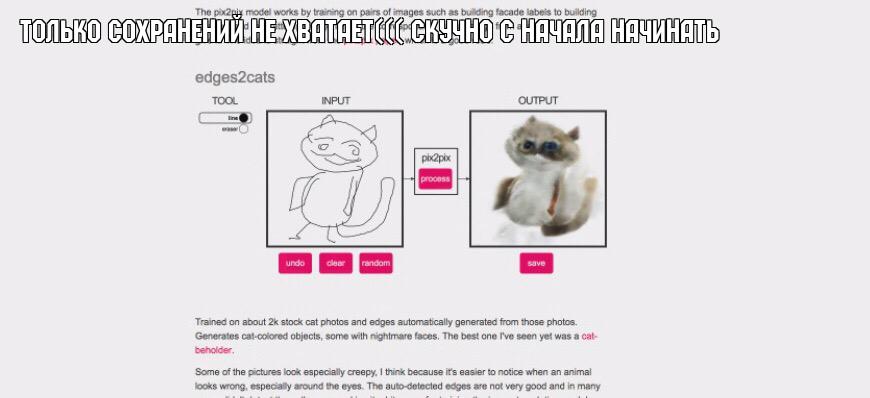 The pix2pix model works by training on pairs of images such as building facade labels to building
ТОЛЬКО СОХРАНЕНИЙ НЕ ХВАТАЕТ(((( СКУЧНО С НАЧАЛА НАЧИНАТЬ
edges2cats
TOOL
line
eraser
INPUT
pix2pix
process
OUTPUT
undo
clear
random
save
Trained on about 2k stock cat photos and edges automatically generated from those photos.
Generates cat-colored objects, some with nightmare faces. The best one I've seen yet was a cat-
beholder.
Some of the pictures look especially creepy, I think because it's easier to notice when an animal
looks wrong, especially around the eyes. The auto-detected edges are not very good and in many